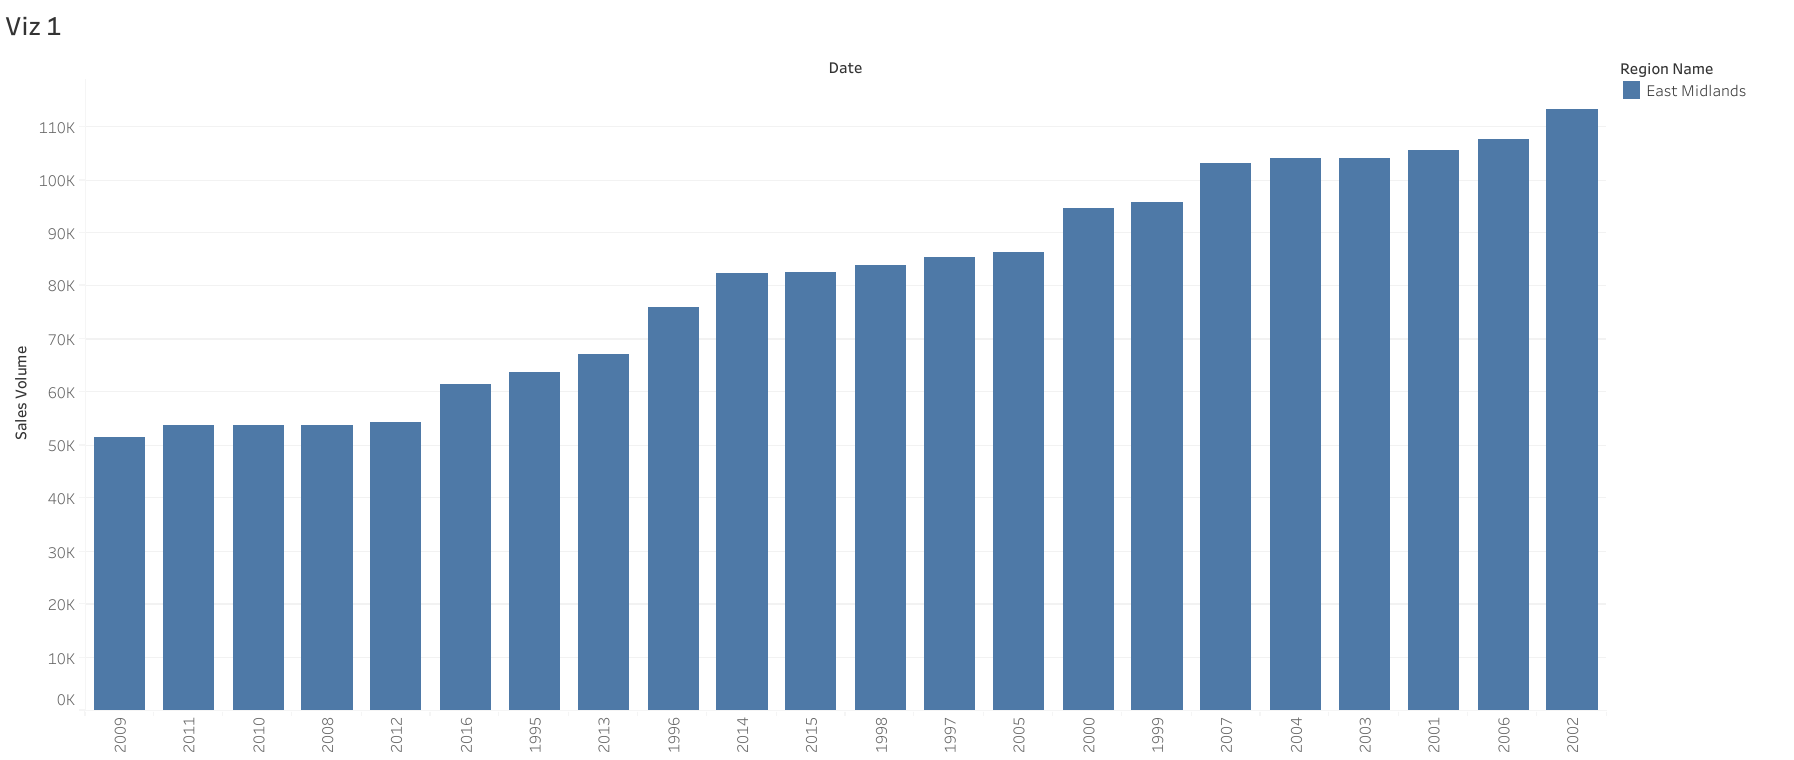 Viz 1
Date
Region Name
East Midlands
Sales Volume
110K
100K
90K
80K
70K
60K
50K
40K
30K
20K
10K
0K
2009
2011
2010
2008
2012
2016
1995
2013
1996
2014
2015
1998
1997
2005
2000
1999
2007
2004
2003
2001
2006
2002